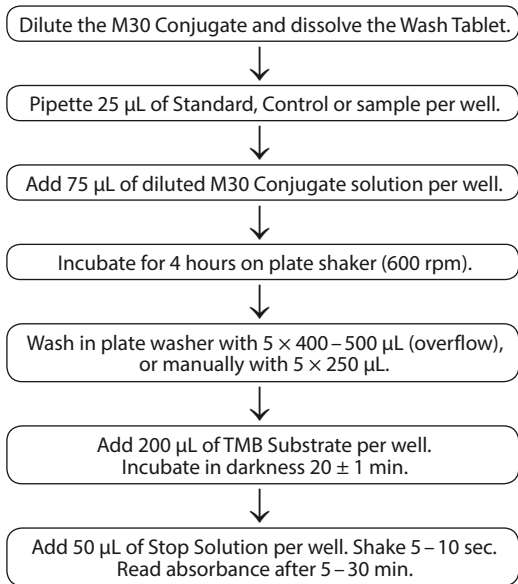 Dilute the M30 Conjugate and dissolve the Wash Tablet.
Pipette 25 µL of Standard, Control or sample per well.
Add 75 µL of diluted M30 Conjugate solution per well.
Incubate for 4 hours on plate shaker (600 rpm).
Wash in plate washer with 5 × 400 – 500 µL (overflow),
or manually with 5 × 250 µL.
Add 200 µL of TMB Substrate per well.
Incubate in darkness 20 ± 1 min.
Add 50 µL of Stop Solution per well. Shake 5 – 10 sec.
Read absorbance after 5 – 30 min.